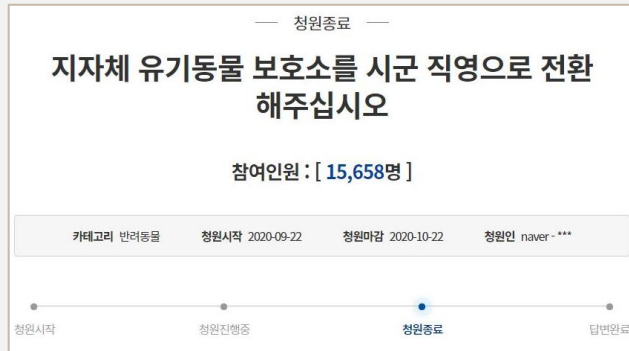 청원종료
지자체 유기동물 보호소를 시군 직영으로 전환
해주십시오
참여인원 : [ 15,658명 ]
카테고리 반려동물 청원시작 2020-09-22 청원마감 2020-10-22 청원인 naver - ***
청원시작 청원진행중 청원종료 답변완료